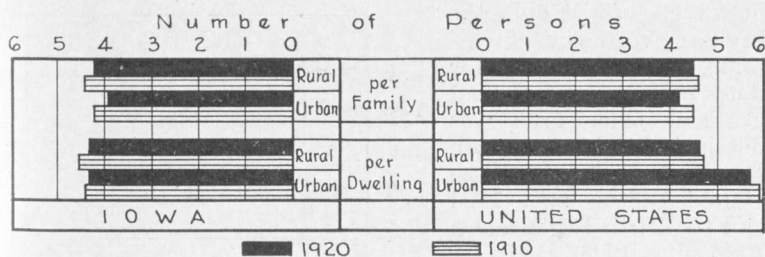 Number of Persons
6 5 4 3 2 1 0 0 1 2 3 4 5 6
Rural per Family Rural
Urban Urban
Rural per Dwelling Rural
Urban Urban
IOWA UNITED STATES
1920 1910